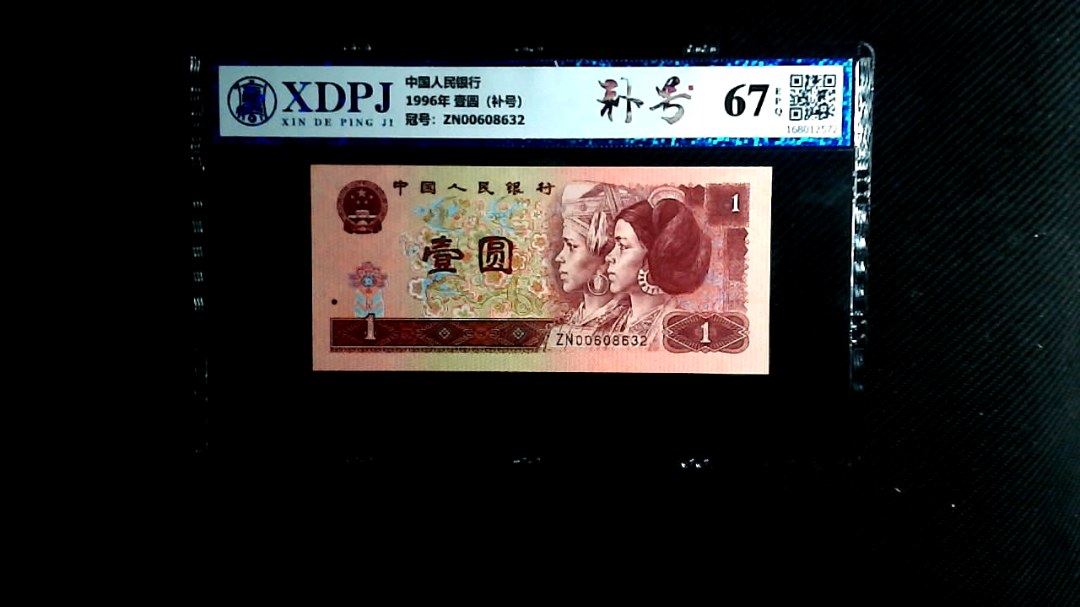 XDPJ
XIN DE PING JI
中国人民银行
1996年 壹圆（补号）
冠号：ZN00608632
补号
67
EPQ
中国人民银行
1
壹圆
1
ZN00608632
1